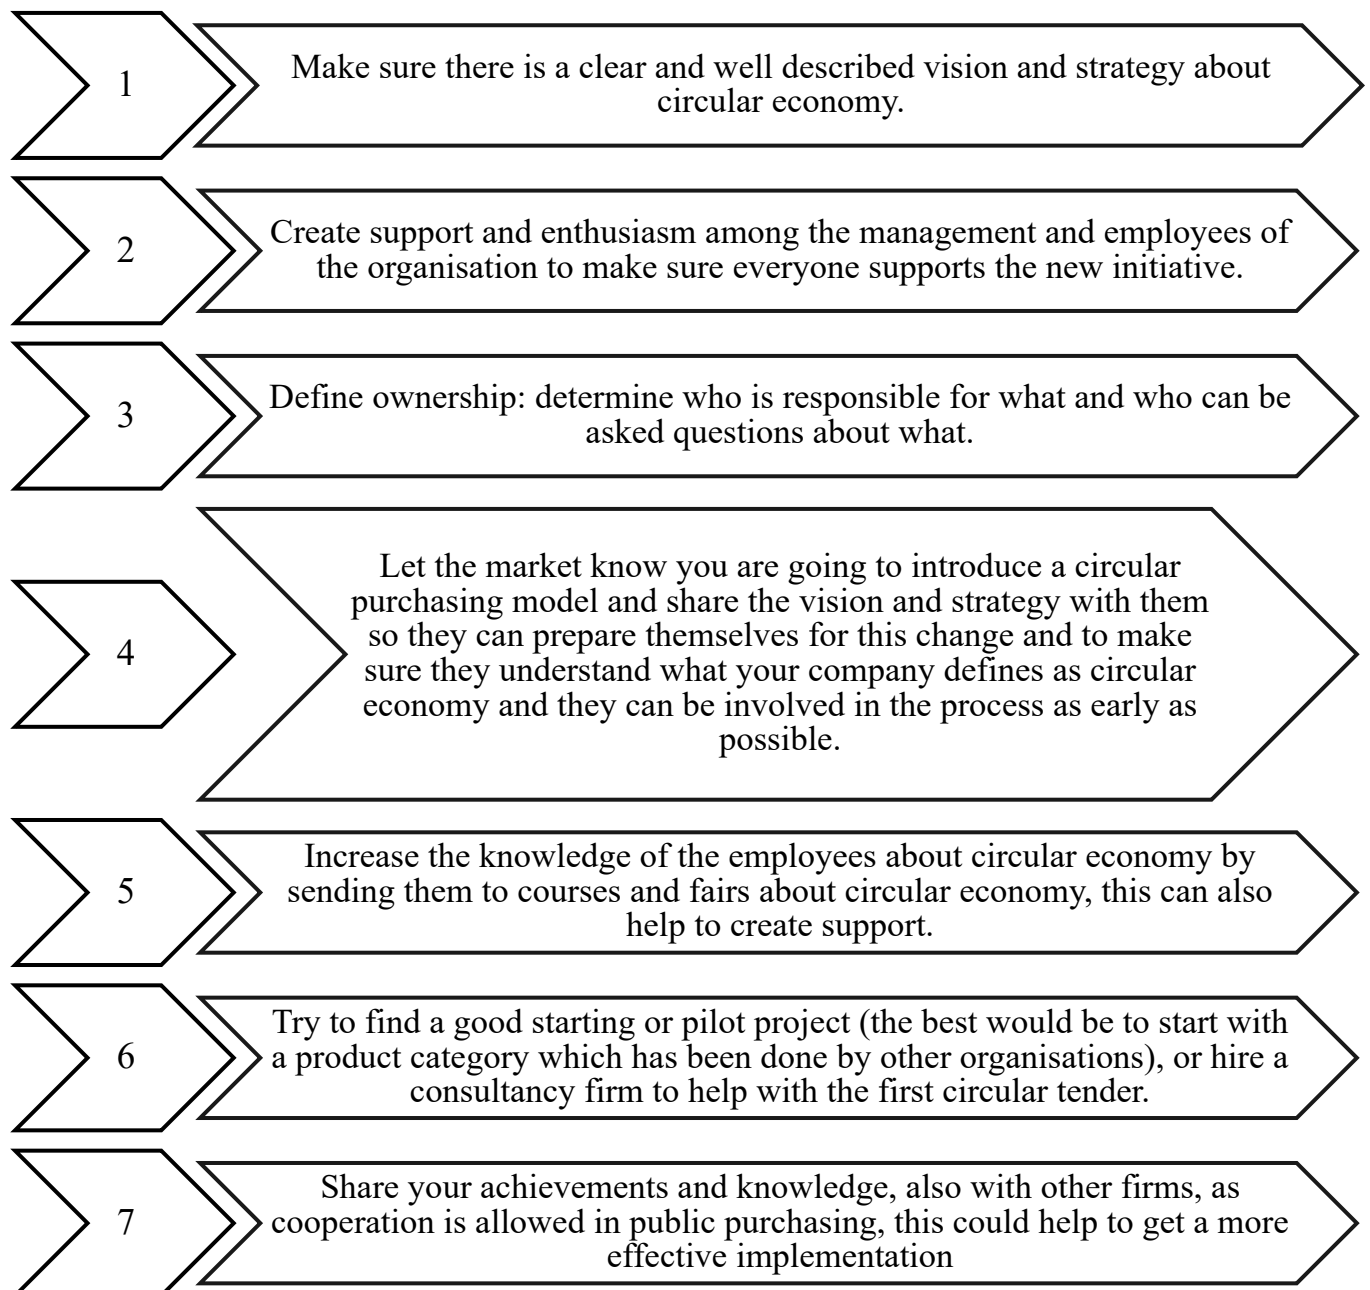 1
Make sure there is a clear and well described vision and strategy about
circular economy.
2
Create support and enthusiasm among the management and employees of
the organisation to make sure everyone supports the new initiative.
3
Define ownership: determine who is responsible for what and who can be
asked questions about what.
4
Let the market know you are going to introduce a circular
purchasing model and share the vision and strategy with them
so they can prepare themselves for this change and to make
sure they understand what your company defines as circular
economy and they can be involved in the process as early as
possible.
5
Increase the knowledge of the employees about circular economy by
sending them to courses and fairs about circular economy, this can also
help to create support.
6
Try to find a good starting or pilot project (the best would be to start with
a product category which has been done by other organisations), or hire a
consultancy firm to help with the first circular tender.
7
Share your achievements and knowledge, also with other firms, as
cooperation is allowed in public purchasing, this could help to get a more
effective implementation